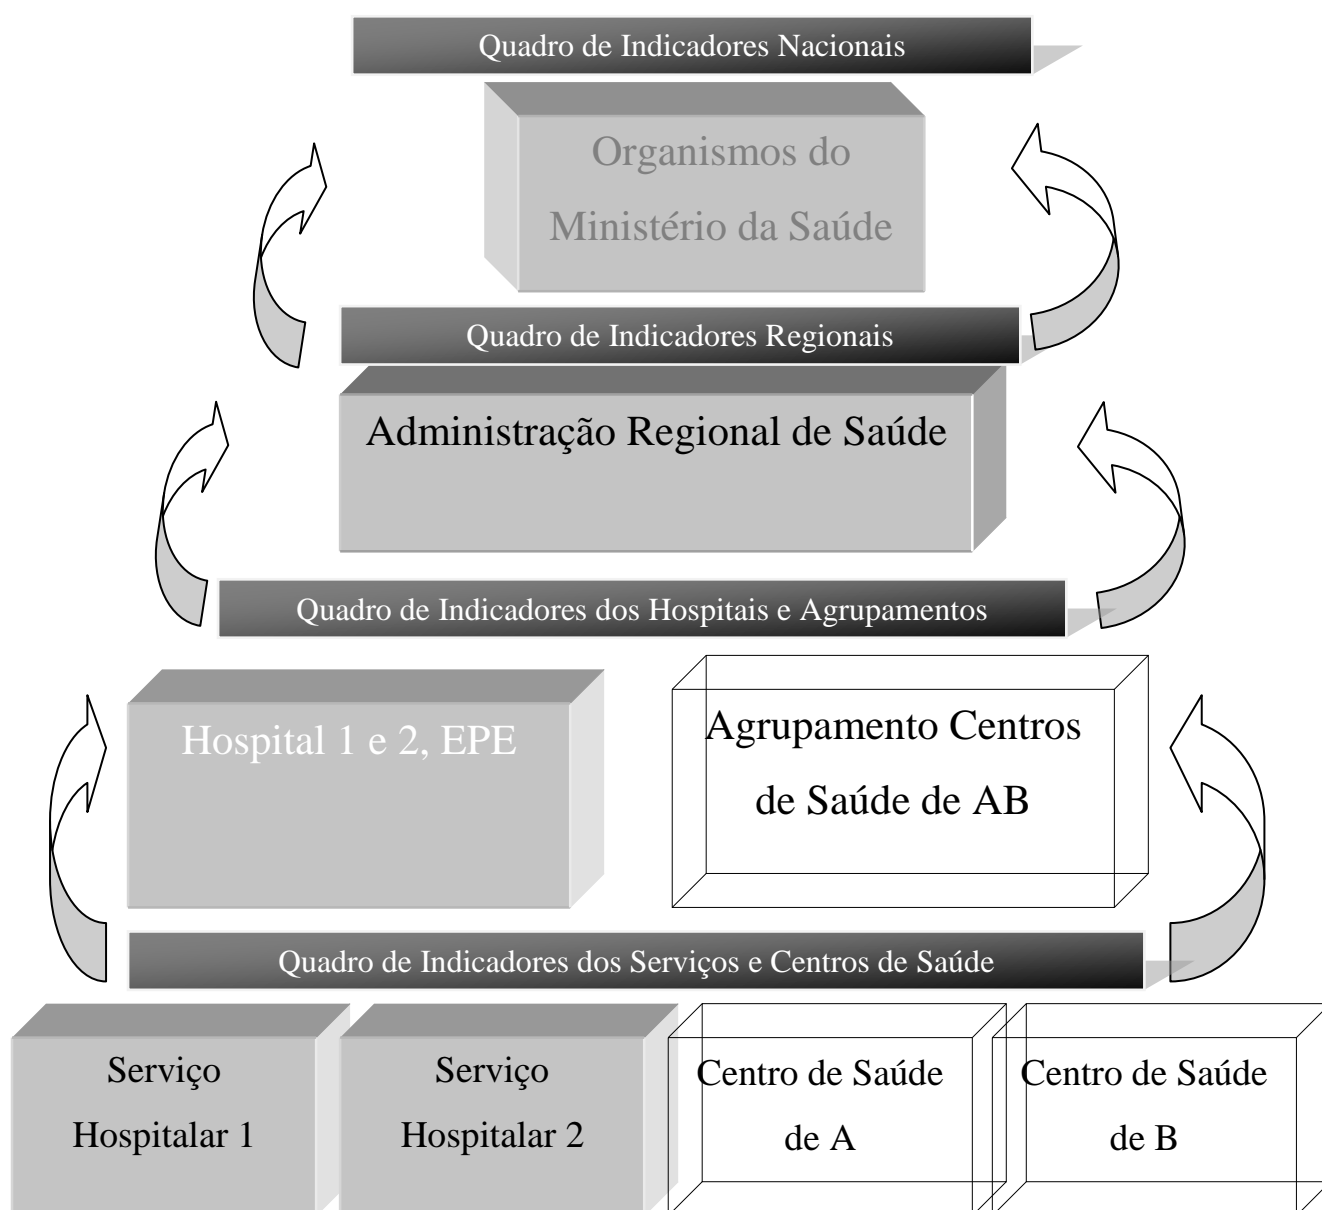 Quadro de Indicadores Nacionais
Organismos do
Ministério da Saúde
Quadro de Indicadores Regionais
Administração Regional de Saúde
Quadro de Indicadores dos Hospitais e Agrupamentos
Hospital 1 e 2, EPE
Agrupamento Centros
de Saúde de AB
Quadro de Indicadores dos Serviços e Centros de Saúde
Serviço
Hospitalar 1
Serviço
Hospitalar 2
Centro de Saúde
de A
Centro de Saúde
de B